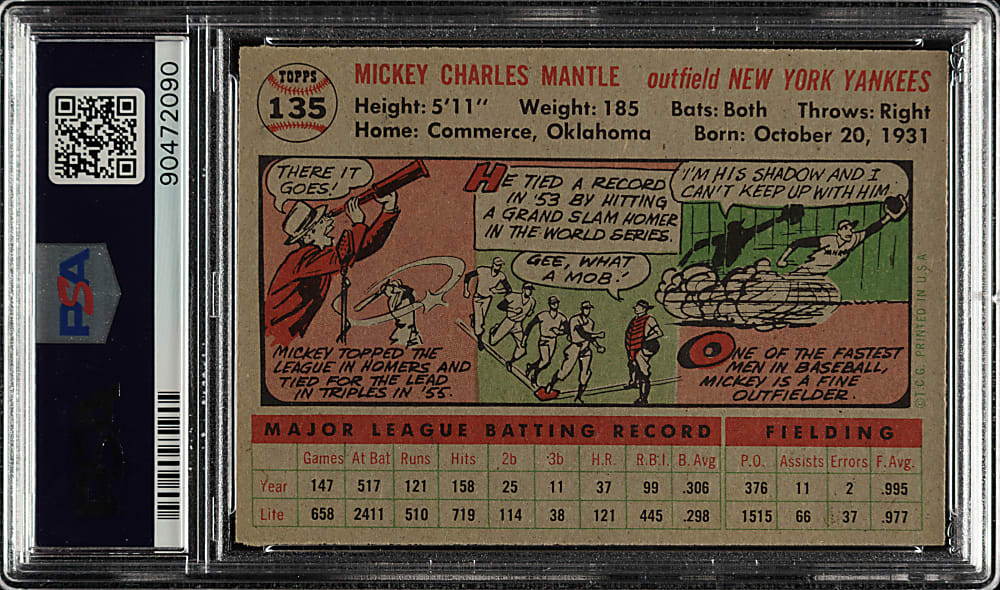 90472090
PSA
TOPPS
135
MICKEY CHARLES MANTLE outfield NEW YORK YANKEES
Height: 5'11" Weight: 185 Bats: Both Throws: Right
Home: Commerce, Oklahoma Born: October 20, 1931
THERE IT
GOES!
MICKEY TOPPED THE
LEAGUE IN HOMERS AND
TIED FOR THE LEAD
IN TRIPLES IN '55.
HE TIED A RECORD
IN '53 BY HITTING
A GRAND SLAM HOMER
IN THE WORLD SERIES.
GEE, WHAT
A MOB!
I'M HIS SHADOW AND I
CAN'T KEEP UP WITH HIM.
ONE OF THE FASTEST
MEN IN BASEBALL,
MICKEY IS A FINE
OUTFIELDER.
© T.C.G. PRINTED IN U.S.A
MAJOR LEAGUE BATTING RECORD FIELDING
Games At Bat Runs Hits 2b 3b H.R. R.B.I. B. Avg P.O. Assists Errors F. Avg.
Year 147 517 121 158 25 11 37 99 .306 376 11 2 .995
Life 658 2411 510 719 114 38 121 445 .298 1515 66 37 .977